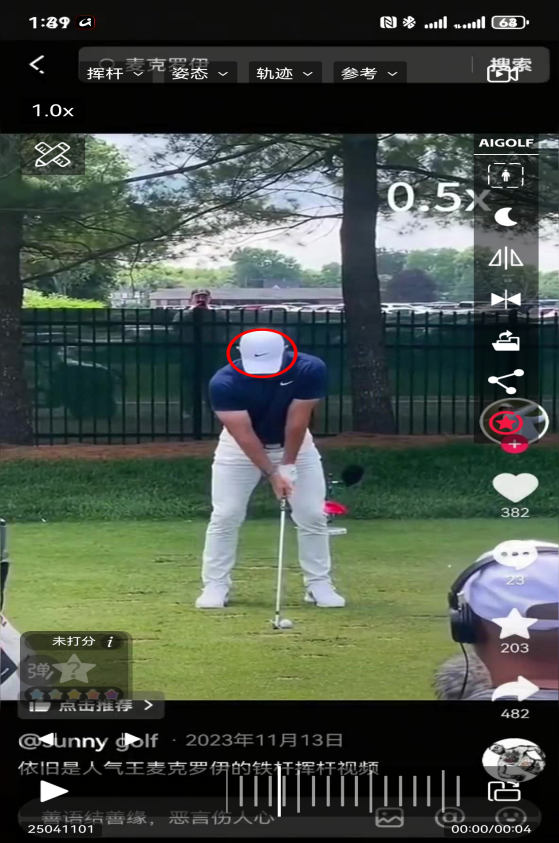 68
麦克罗伊
搜索
挥杆
姿态
轨迹
参考
1.0x
AIGOLF
0.5x
382
23
203
未打分 i
弹
点击推荐
482
@sunny golf · 2023年11月13日
依旧是人气王麦克罗伊的铁杆挥杆视频
善语结善缘，恶言伤人心
25041101
00:00/00:04